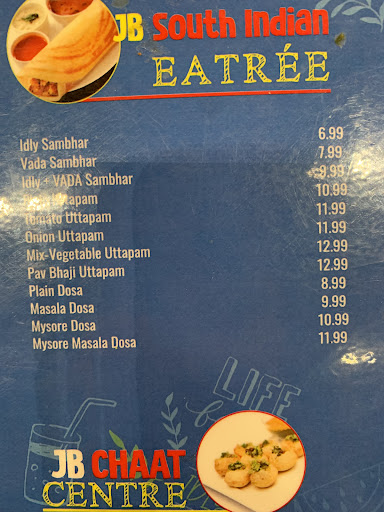 JB South Indian
EATRÉE
Idly Sambhar 6.99
Vada Sambhar 7.99
Idly + VADA Sambhar 9.99
Uttapam 10.99
Tomato Uttapam 11.99
Onion Uttapam 11.99
Mix-Vegetable Uttapam 12.99
Pav Bhaji Uttapam 12.99
Plain Dosa 8.99
Masala Dosa 9.99
Mysore Dosa 10.99
Mysore Masala Dosa 11.99
LIFE
JB CHAAT
CENTRE